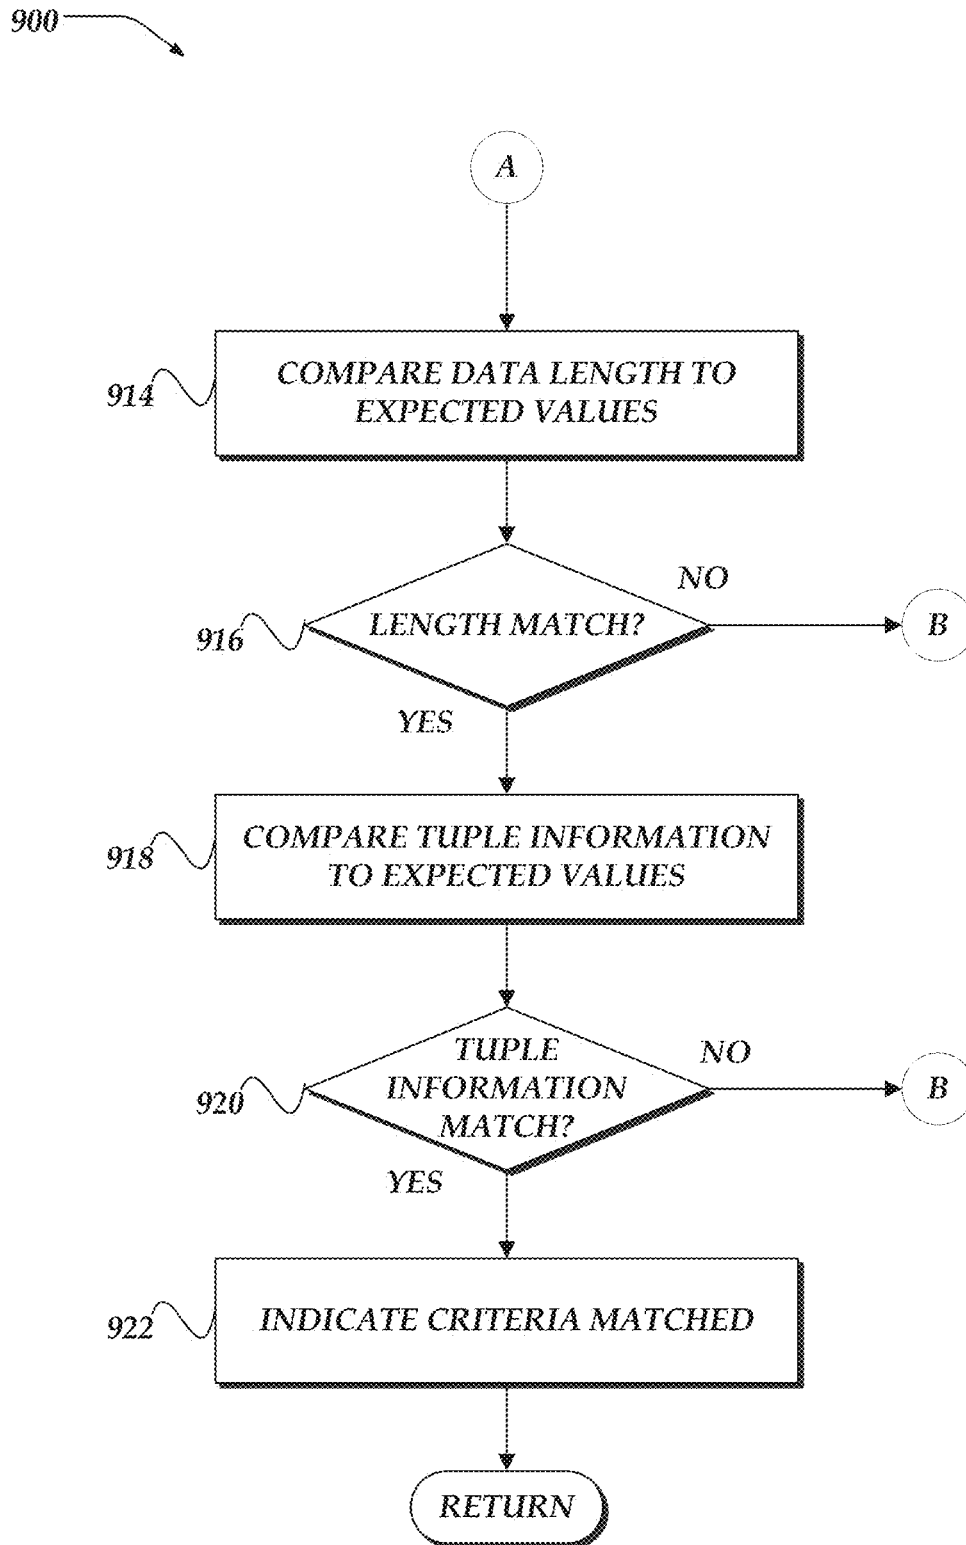 900
A
914
COMPARE DATA LENGTH TO
EXPECTED VALUES
916
LENGTH MATCH?
NO
B
YES
918
COMPARE TUPLE INFORMATION
TO EXPECTED VALUES
920
TUPLE
INFORMATION
MATCH?
NO
B
YES
922
INDICATE CRITERIA MATCHED
RETURN